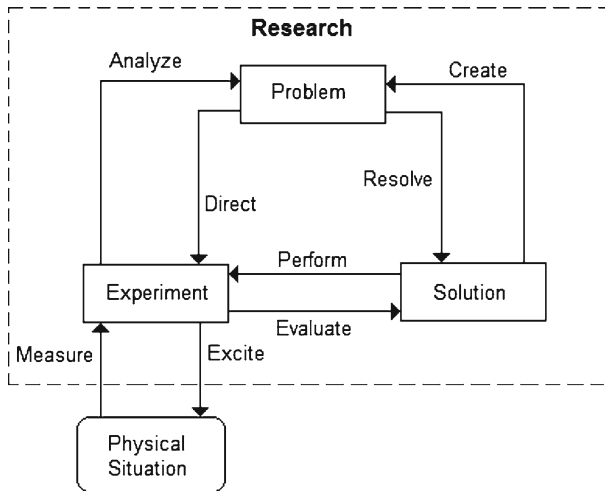 Research
Analyze
Create
Problem
Resolve
Direct
Perform
Experiment
Solution
Evaluate
Measure
Excite
Physical
Situation